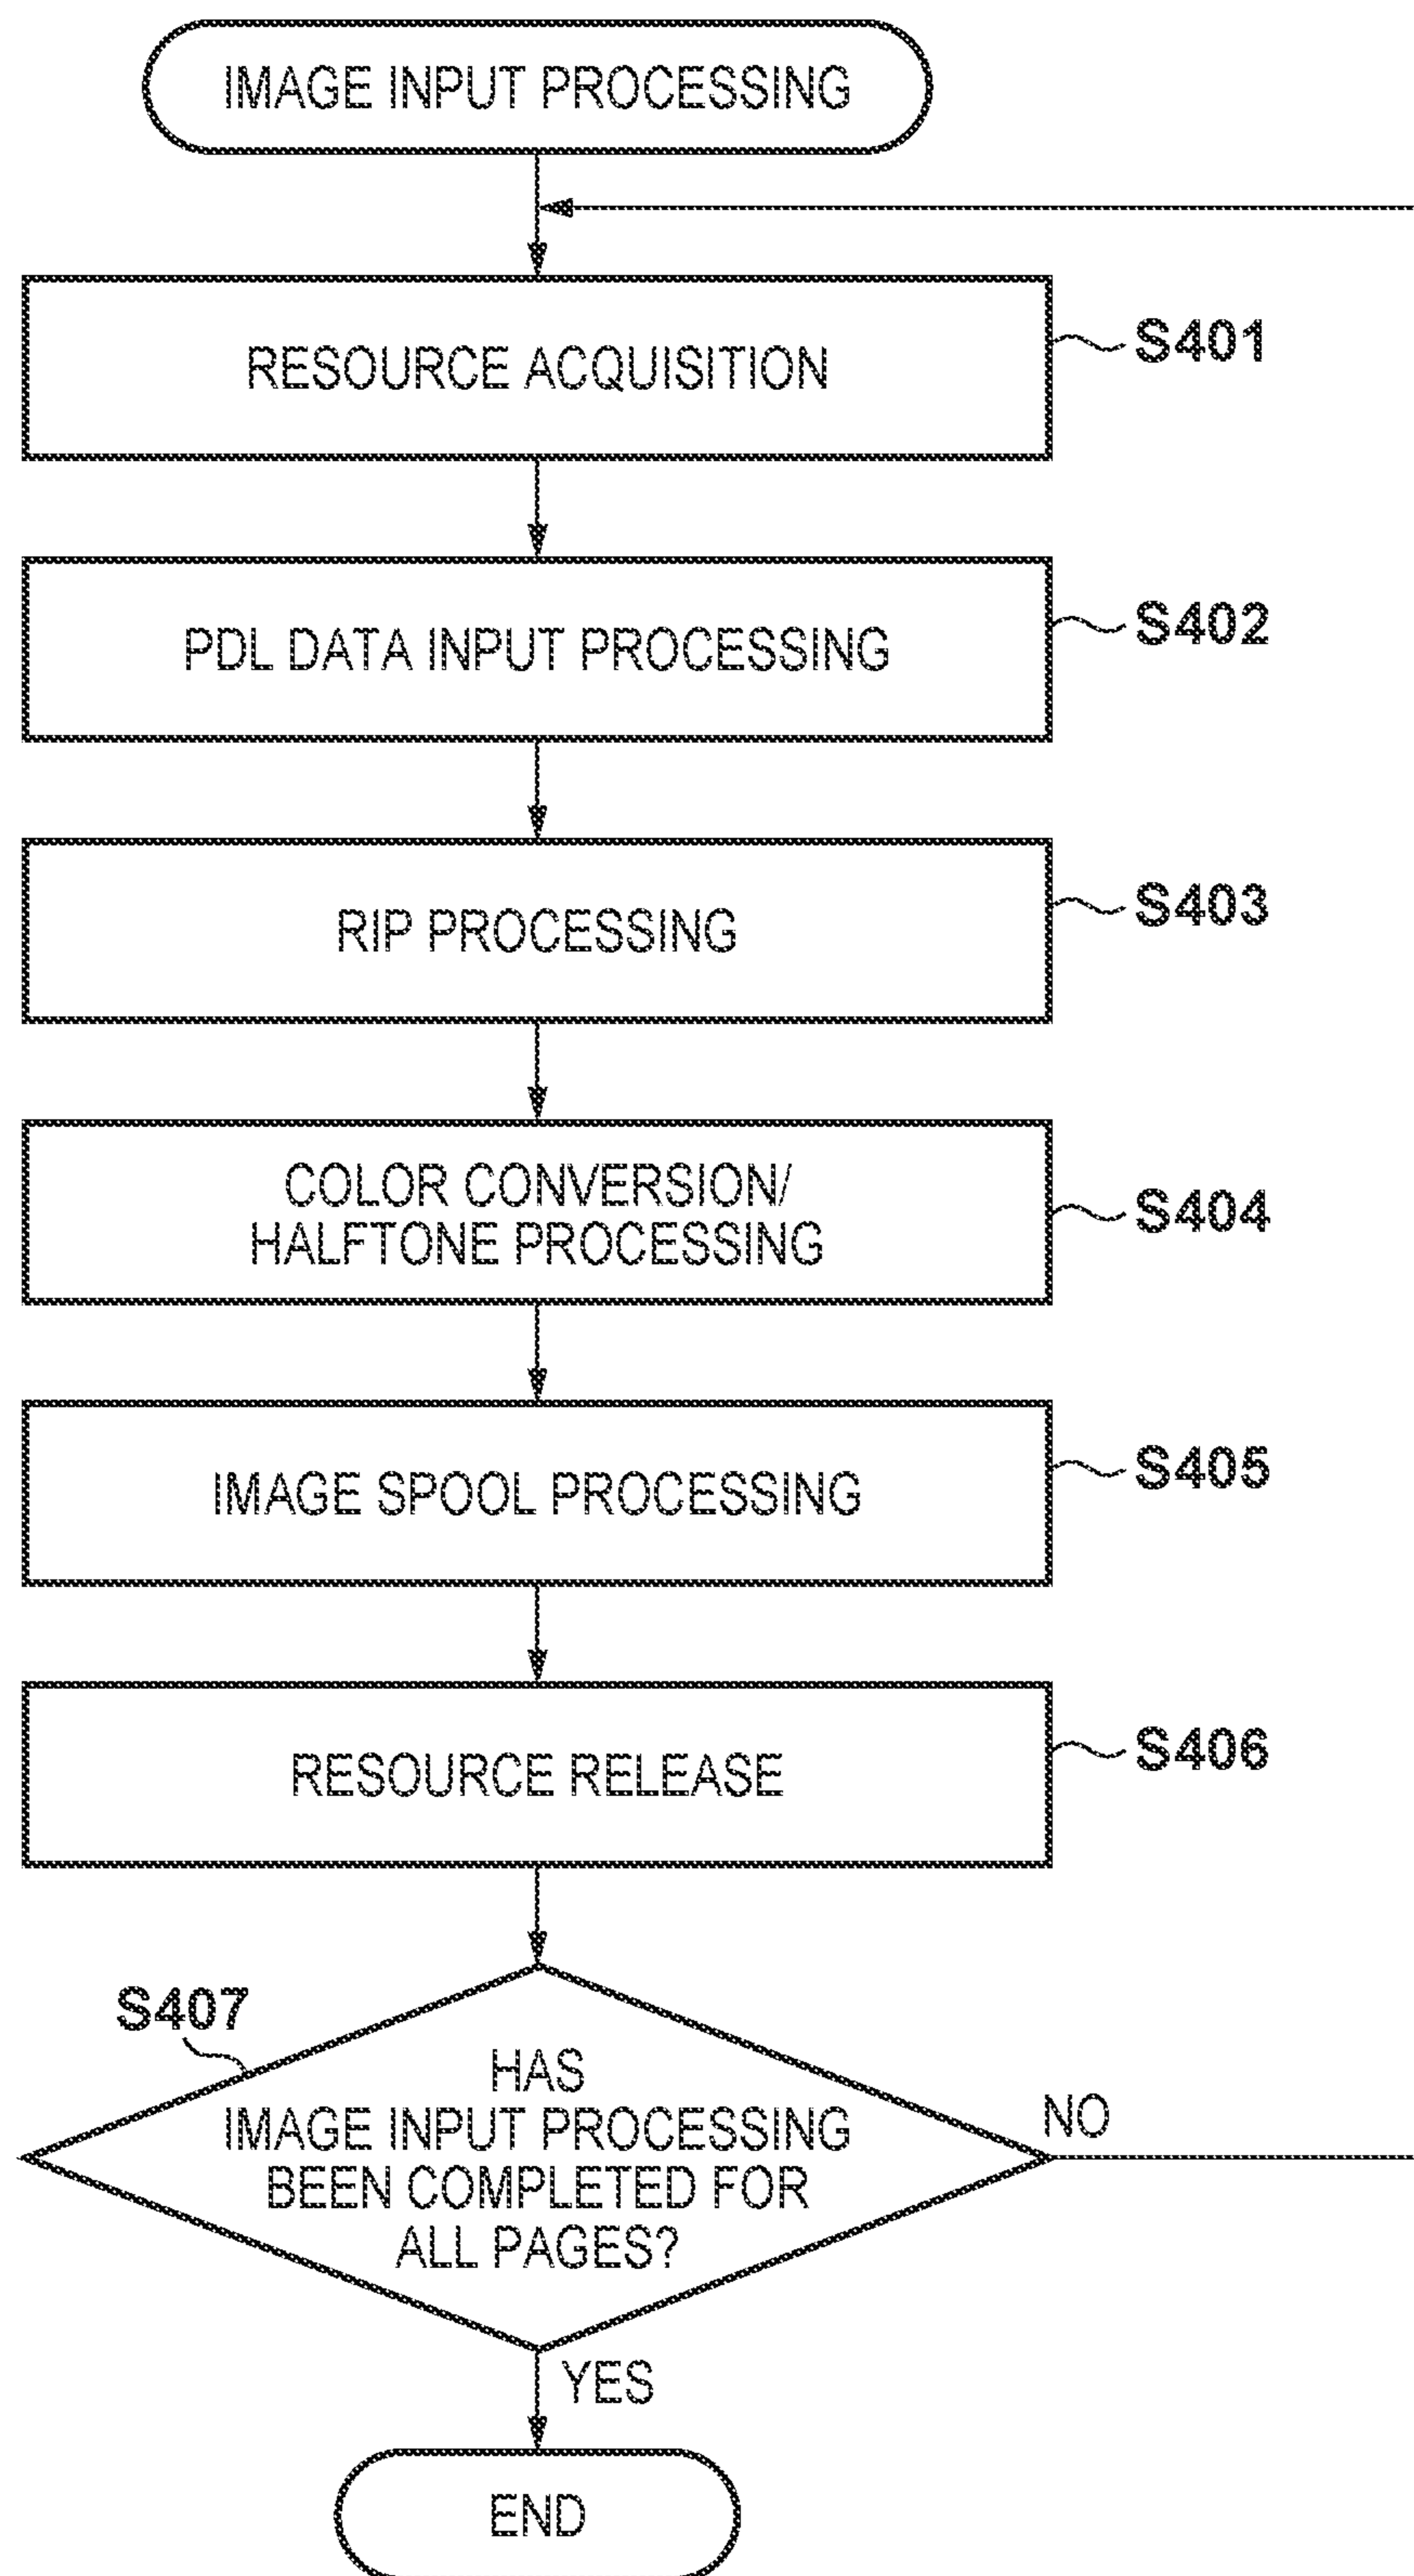 IMAGE INPUT PROCESSING
RESOURCE ACQUISITION
S401
PDL DATA INPUT PROCESSING
S402
RIP PROCESSING
S403
COLOR CONVERSION/
HALFTONE PROCESSING
S404
IMAGE SPOOL PROCESSING
S405
RESOURCE RELEASE
S406
S407
HAS
IMAGE INPUT PROCESSING
BEEN COMPLETED FOR
ALL PAGES?
NO
YES
END